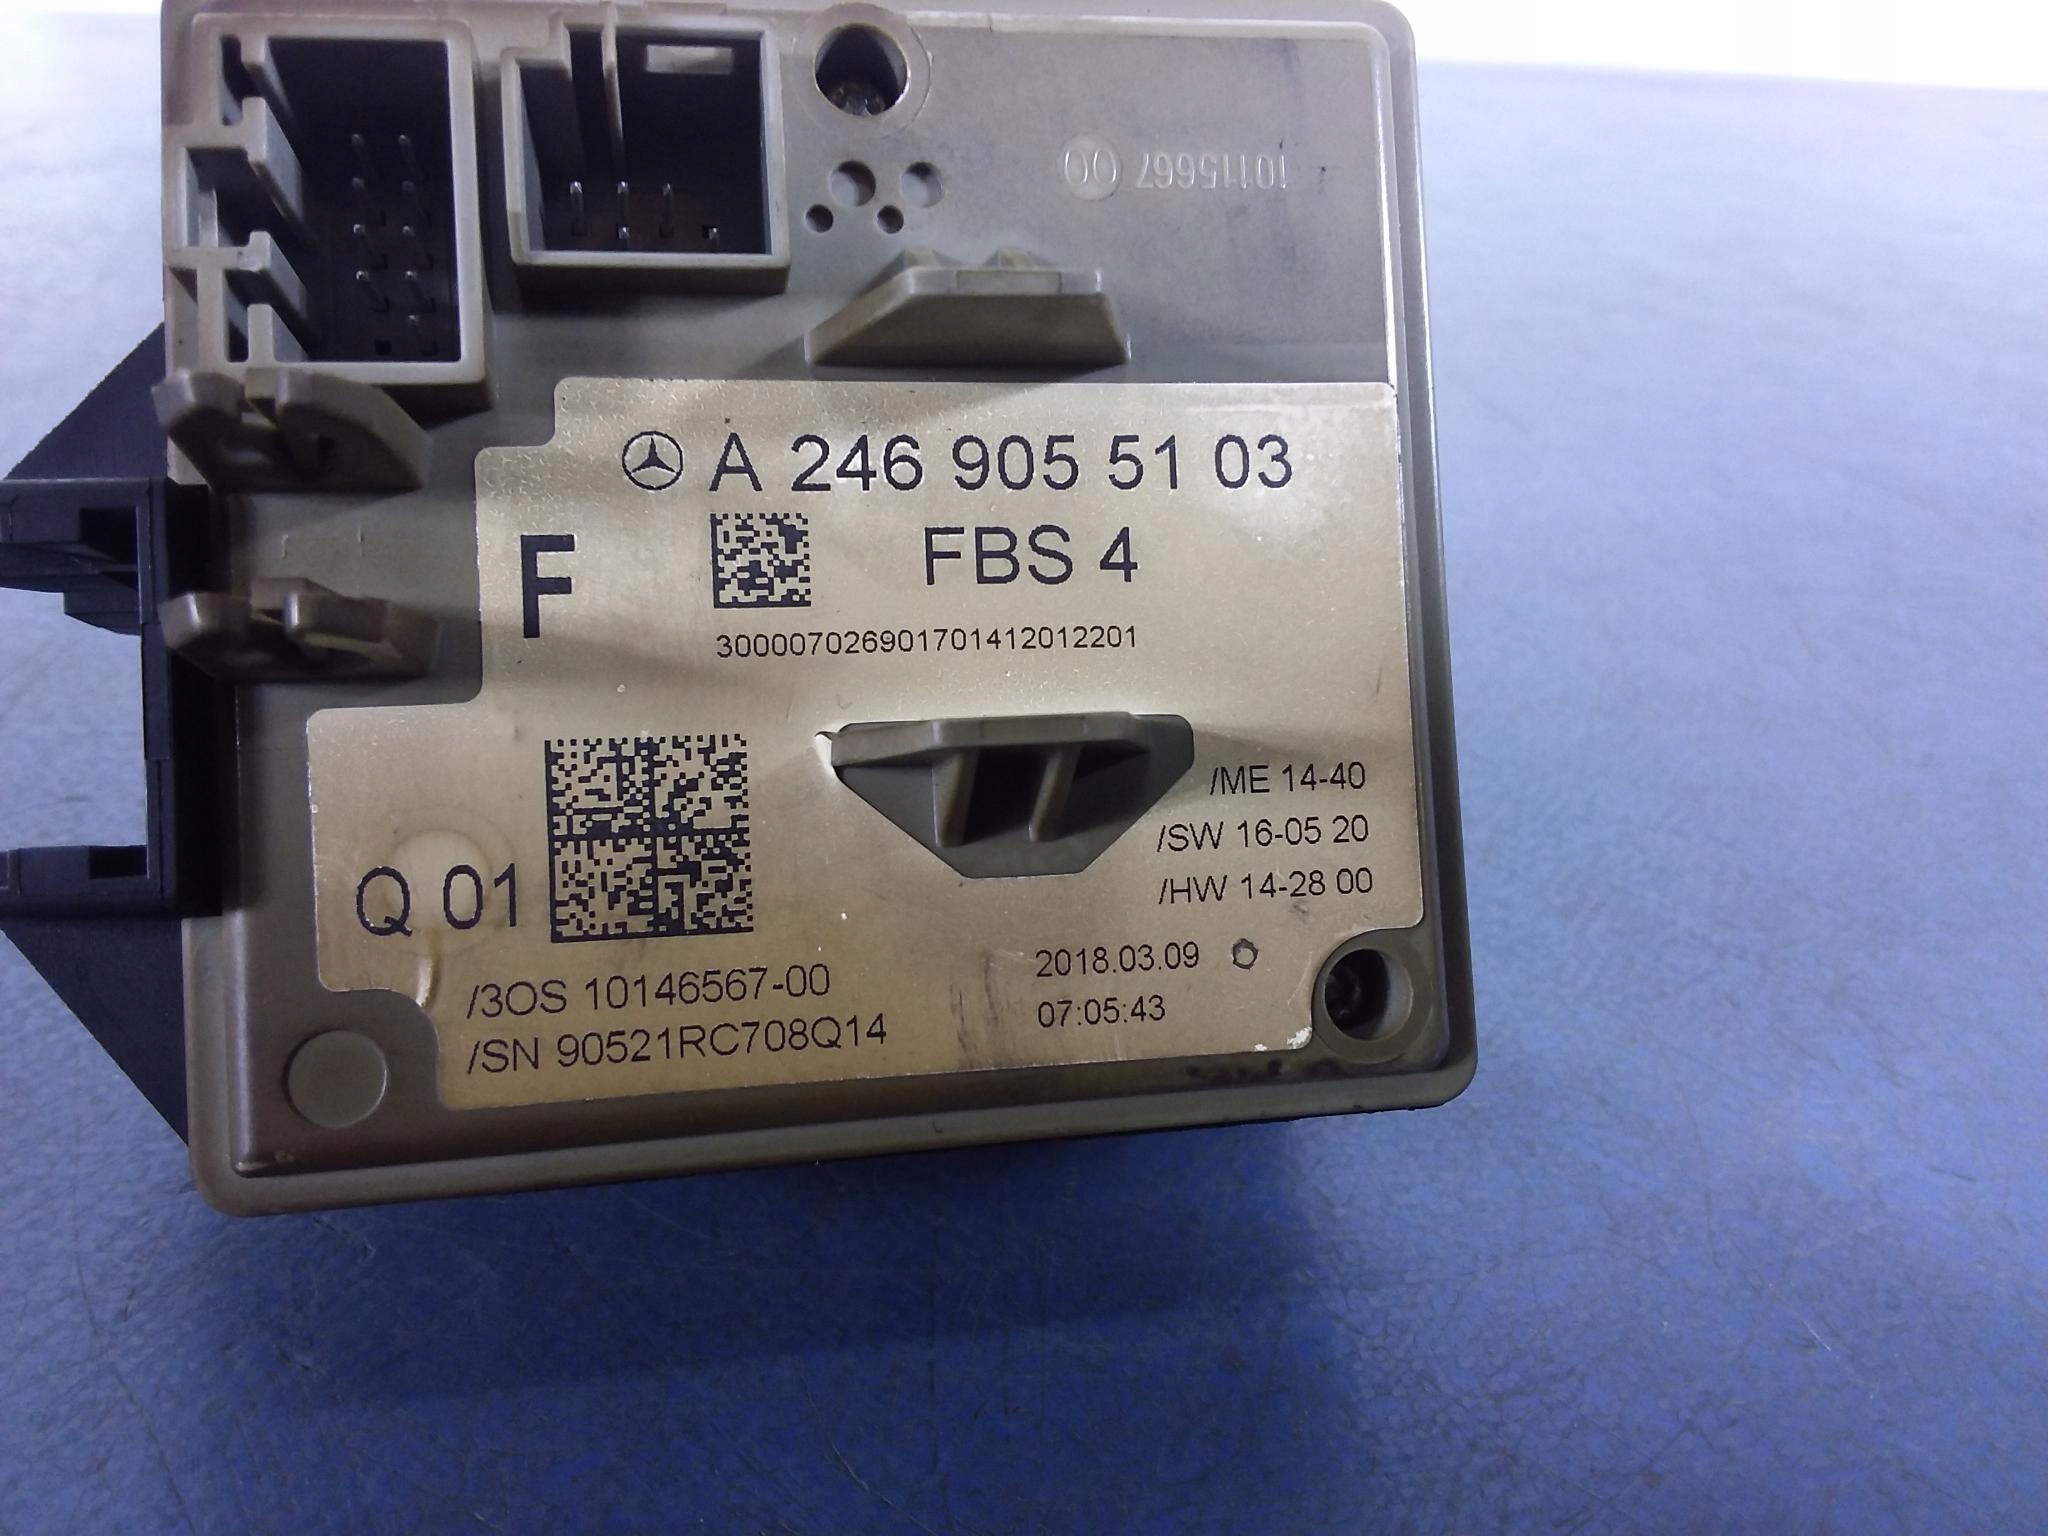 10115667 00
A 246 905 51 03
F
FBS 4
3000070269017014120122​01
/ME 14-40
/SW 16-05 20
/HW 14-28 00
Q 01
/3OS 10146567-00
/SN 90521RC708Q14
2018.03.09
07:05:43